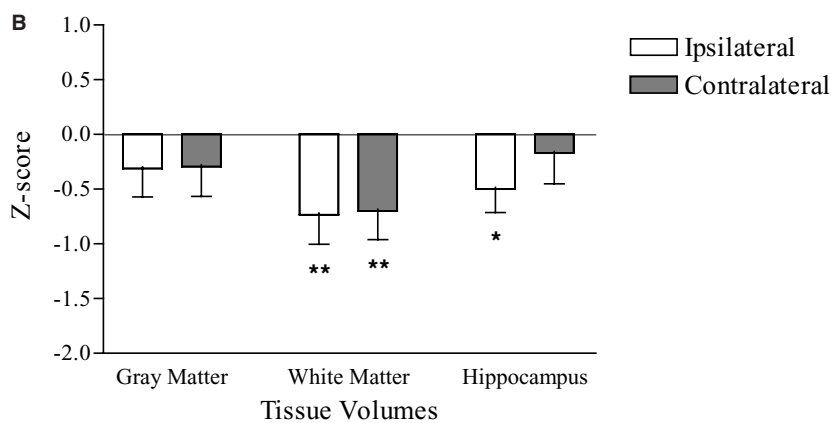 B
1.0
0.5
0.0
-0.5
-1.0
-1.5
-2.0
Z-score
Ipsilateral
Contralateral
**
**
*
Gray Matter
White Matter
Hippocampus
Tissue Volumes